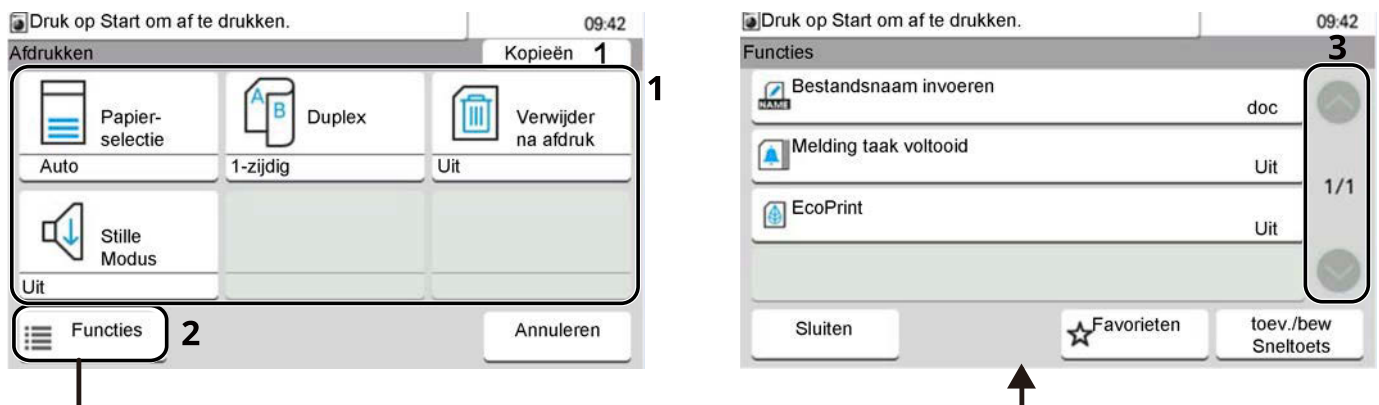 Druk op Start om af te drukken.
09:42
Afdrukken
Kopieën 1
1
Papier-
selectie
Auto
A B
Duplex
1-zijdig
Verwijder
na afdruk
Uit
Stille
Modus
Uit
Functies
2
Annuleren
Druk op Start om af te drukken.
09:42
Functies
3
NAME
Bestandsnaam invoeren
doc
Melding taak voltooid
Uit
EcoPrint
Uit
1/1
Sluiten
Favorieten
toev./bew
Sneltoets